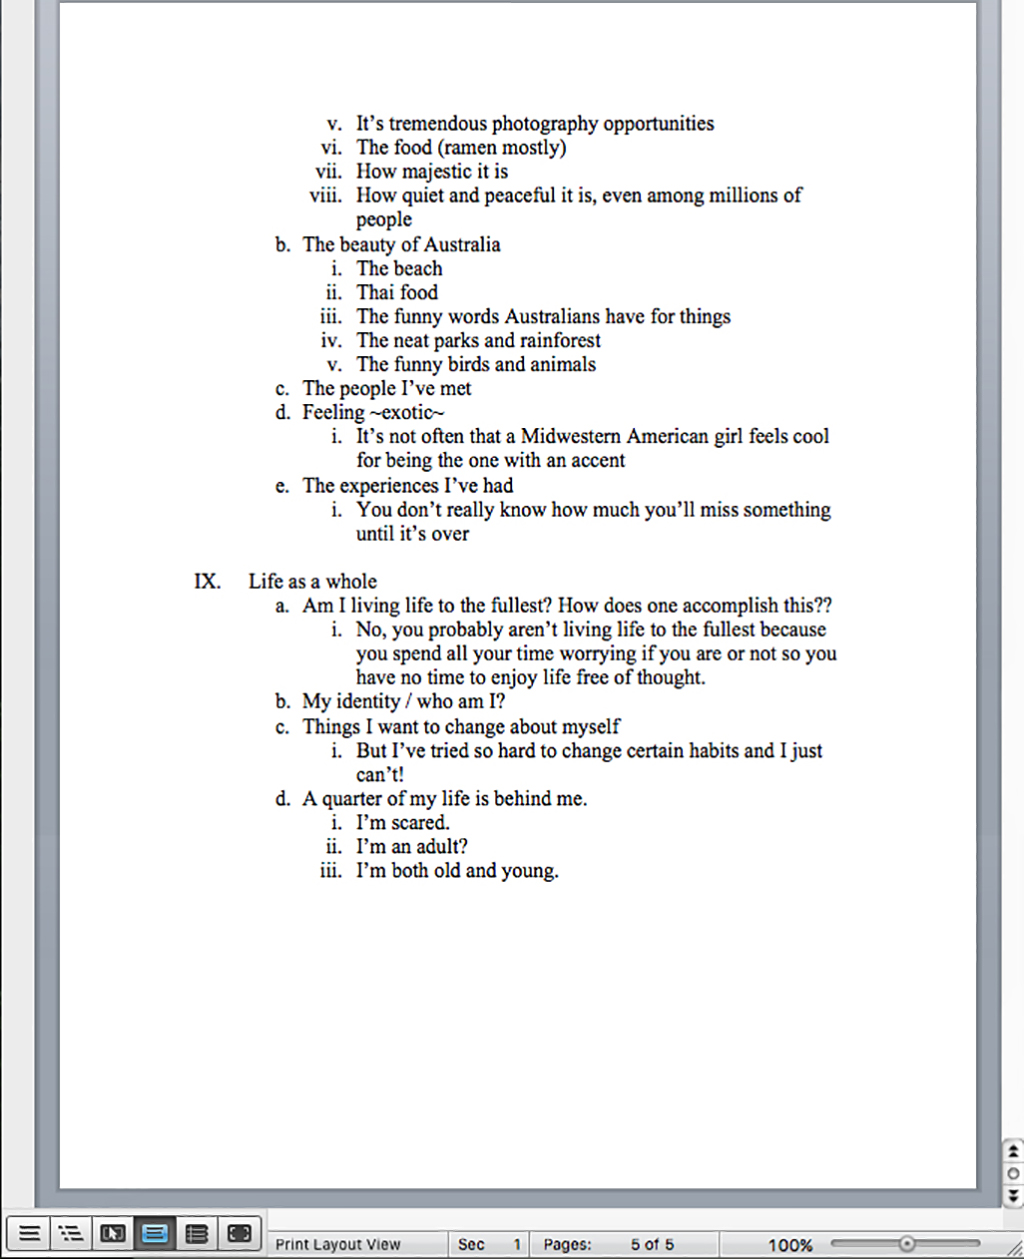 v. It's tremendous photography opportunities
vi. The food (ramen mostly)
vii. How majestic it is
viii. How quiet and peaceful it is, even among millions of
people
b. The beauty of Australia
i. The beach
ii. Thai food
iii. The funny words Australians have for things
iv. The neat parks and rainforest
v. The funny birds and animals
c. The people I've met
d. Feeling ~exotic~
i. It's not often that a Midwestern American girl feels cool
for being the one with an accent
e. The experiences I've had
i. You don't really know how much you'll miss something
until it's over
IX. Life as a whole
a. Am I living life to the fullest? How does one accomplish this??
i. No, you probably aren't living life to the fullest because
you spend all your time worrying if you are or not so you
have no time to enjoy life free of thought.
b. My identity / who am I?
c. Things I want to change about myself
i. But I've tried so hard to change certain habits and I just
can't!
d. A quarter of my life is behind me.
i. I'm scared.
ii. I'm an adult?
iii. I'm both old and young.
Print Layout View Sec 1 Pages: 5 of 5 100%